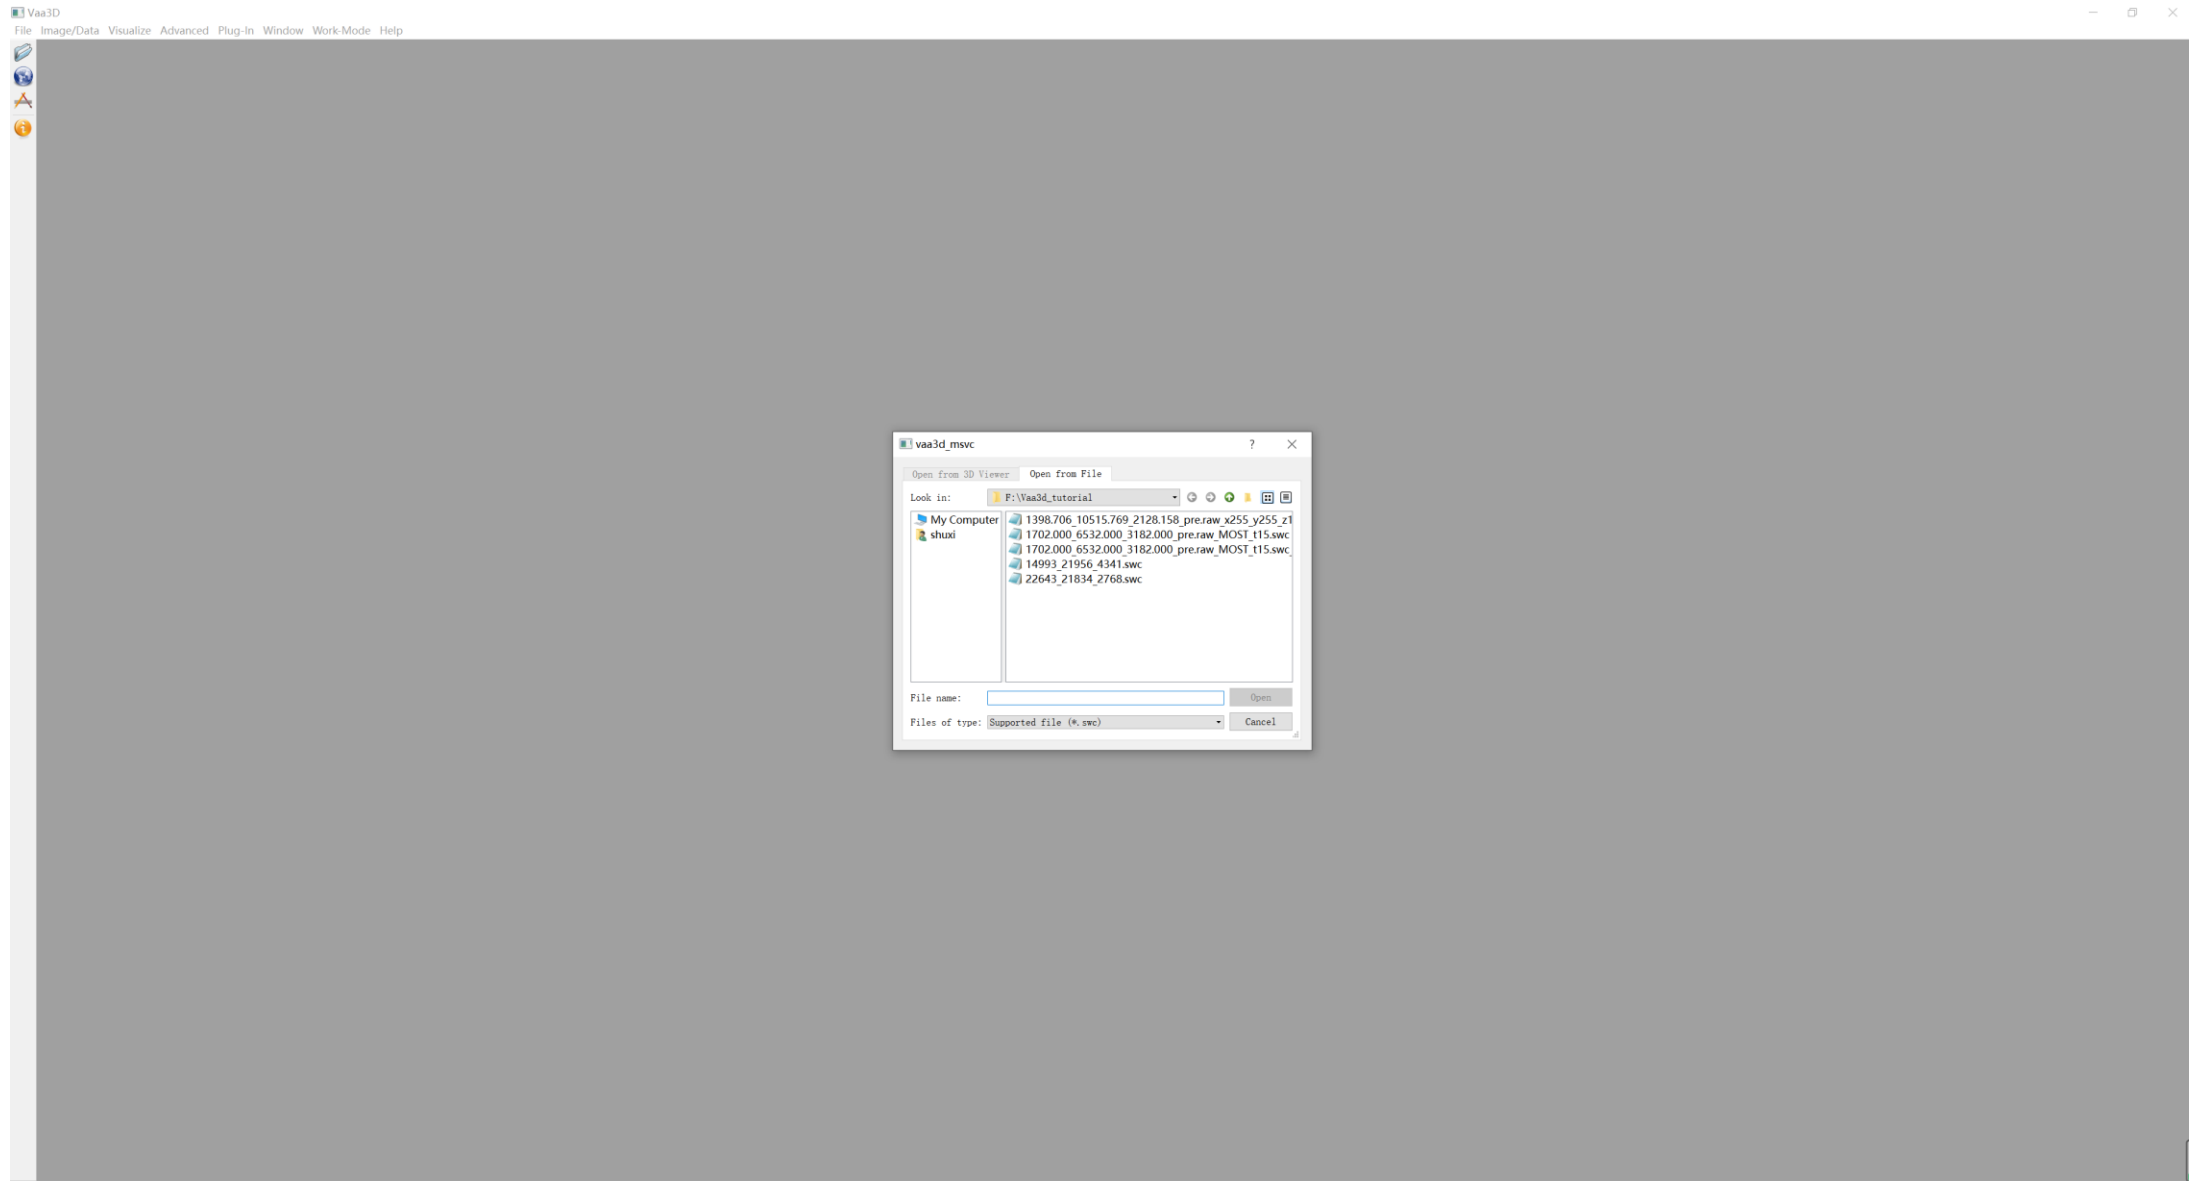 Vaa3D
File Image/Data Visualize Advanced Plug-In Window Work-Mode Help
vaa3d_msvc
?
Open from 3D Viewer Open from File
Look in: F:\Vaa3d_tutorial
My Computer
shuxi
1398.706_10515.769_2128.158_pre.raw_x255_y255_z1
1702.000_6532.000_3182.000_pre.raw_MOST_t15.swc
1702.000_6532.000_3182.000_pre.raw_MOST_t15.swc_
14993_21956_4341.swc
22643_21834_2768.swc
File name: Open
Files of type: Supported file (*.swc) Cancel